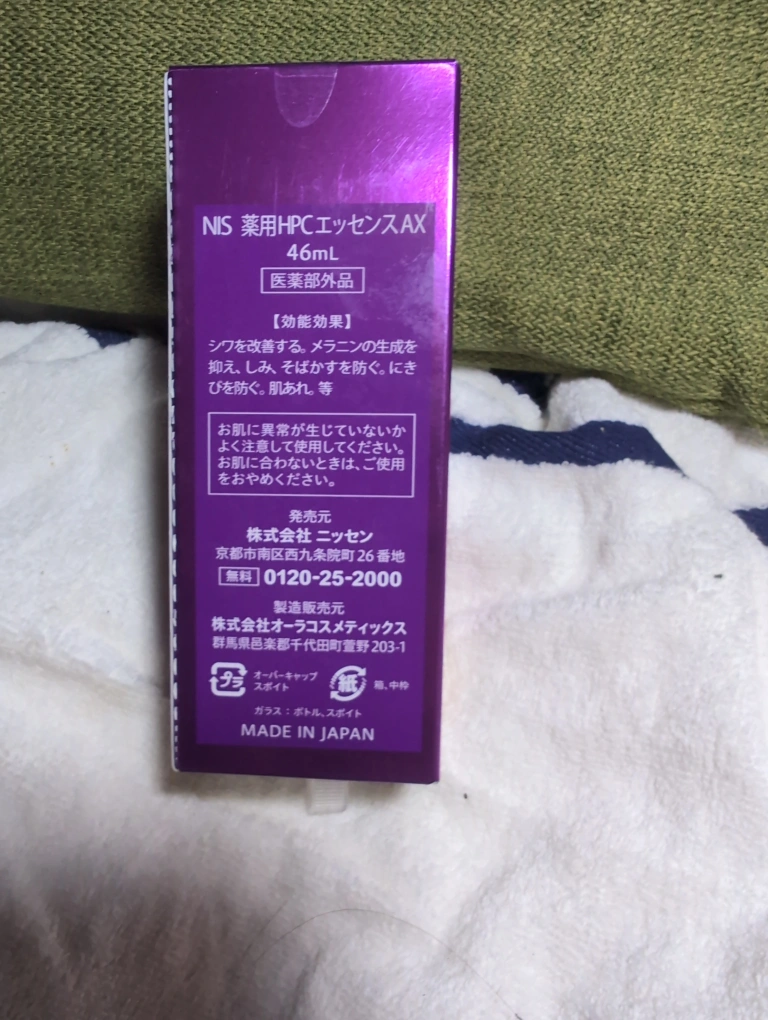 NIS 薬用HPCエッセンスAX
46mL
医薬部外品
【効能効果】
シワを改善する。メラニンの生成を
抑え、しみ、そばかすを防ぐ。にき
びを防ぐ。肌あれ。等
お肌に異常が生じていないか
よく注意して使用してください。
お肌に合わないときは、ご使用
をおやめください。
発売元
株式会社 ニッセン
京都市南区西九条院町26番地
無料 0120-25-2000
製造販売元
株式会社オーラコスメティックス
群馬県邑楽郡千代田町萱野203-1
プラ オーバーキャップ
スポイト
紙 箱、中枠
ガラス：ボトル、スポイト
MADE IN JAPAN